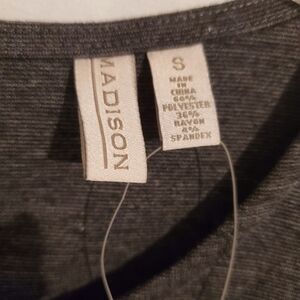 MADISON
S
MADE
IN
CHINA
60%
POLYESTER
36%
RAYON
4%
SPANDEX